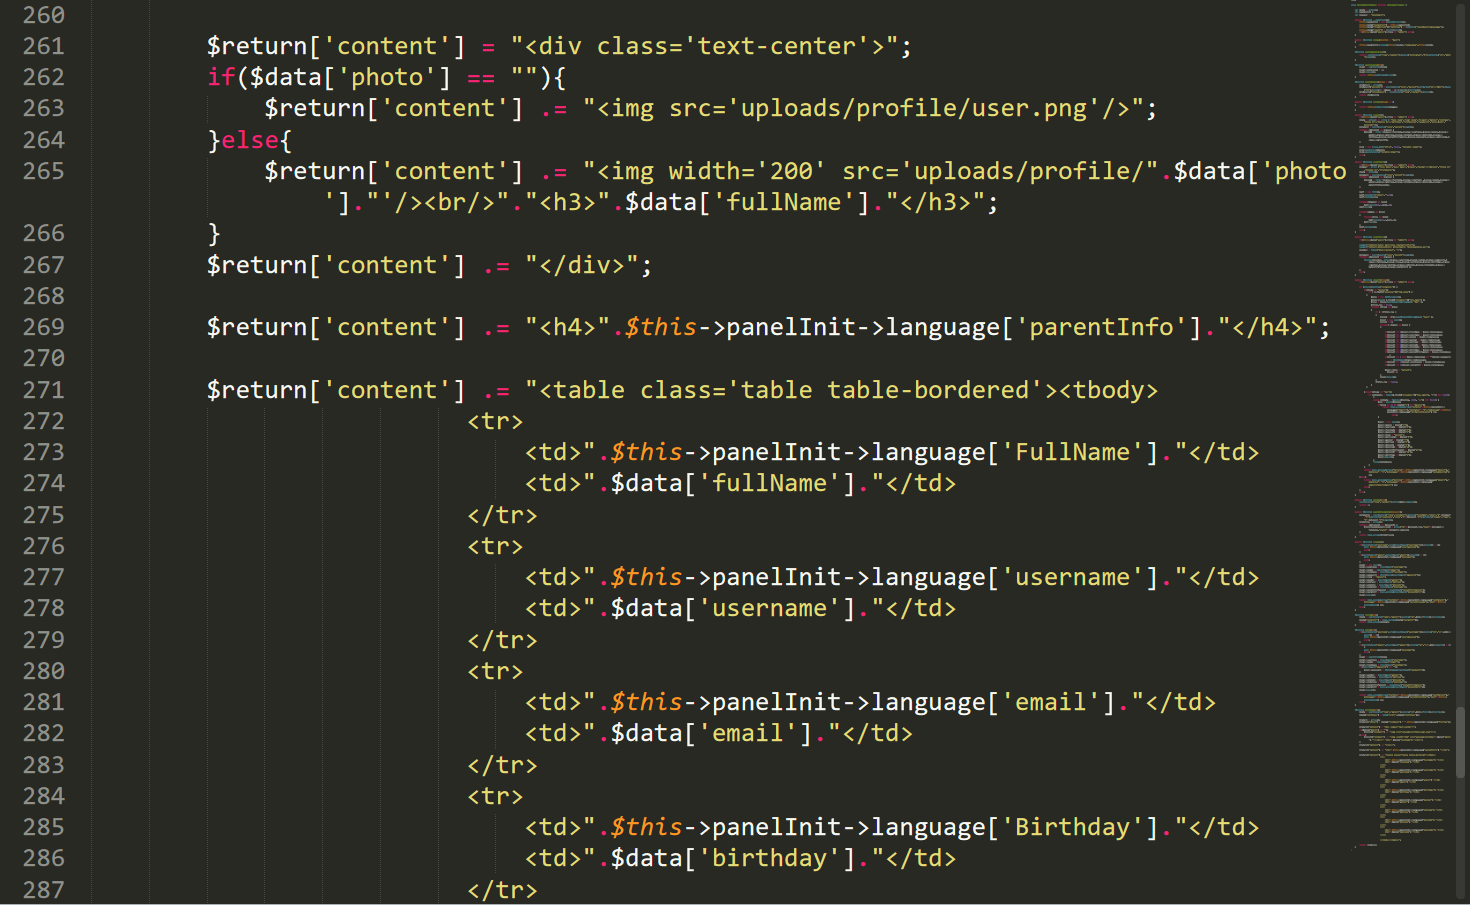 260
261 $return['content'] = "<div class='text-center'>";
262 if($data['photo'] == ""){
263 $return['content'] .= "<img src='uploads/profile/user.png'/>";
264 }else{
265 $return['content'] .= "<img width='200' src='uploads/profile/".$data['photo
']."'/><br/>"."<h3>".$data['fullName']."</h3>";
266 }
267 $return['content'] .= "</div>";
268
269 $return['content'] .= "<h4>".$this->panelInit->language['parentInfo']."</h4>";
270
271 $return['content'] .= "<table class='table table-bordered'><tbody>
272 <tr>
273 <td>".$this->panelInit->language['FullName']."</td>
274 <td>".$data['fullName']."</td>
275 </tr>
276 <tr>
277 <td>".$this->panelInit->language['username']."</td>
278 <td>".$data['username']."</td>
279 </tr>
280 <tr>
281 <td>".$this->panelInit->language['email']."</td>
282 <td>".$data['email']."</td>
283 </tr>
284 <tr>
285 <td>".$this->panelInit->language['Birthday']."</td>
286 <td>".$data['birthday']."</td>
287 </tr>